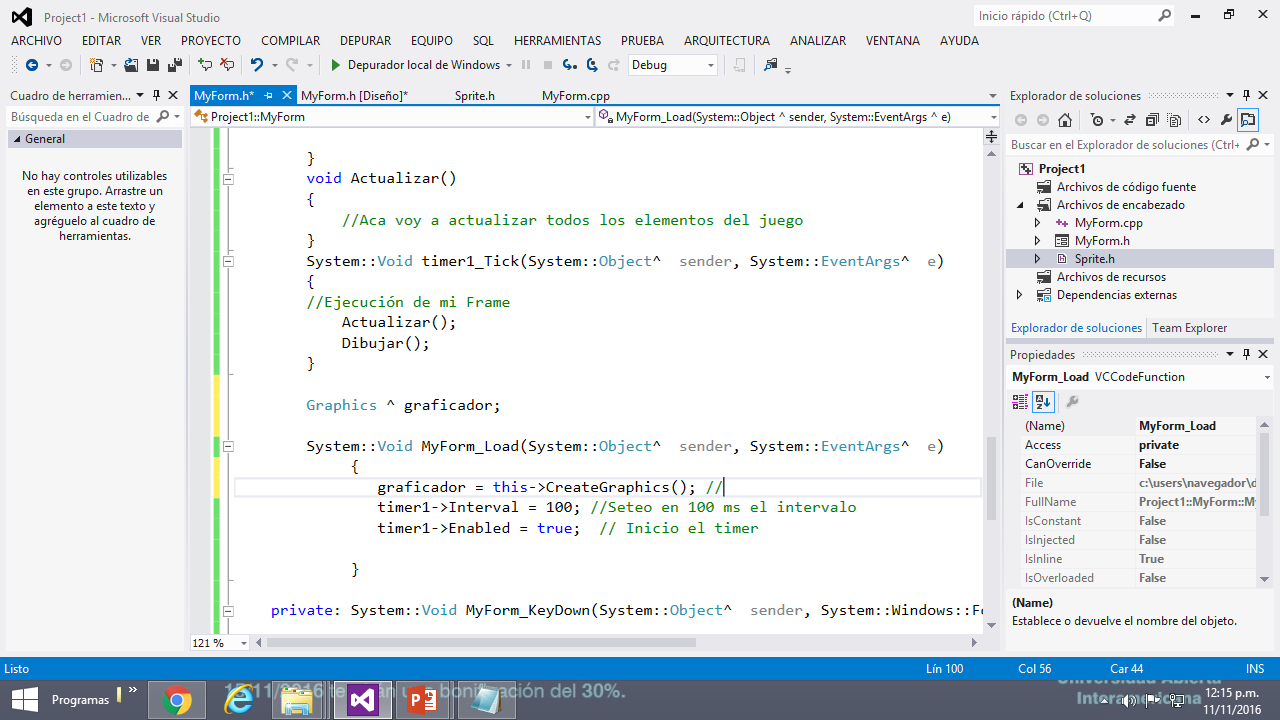 Project1 - Microsoft Visual Studio
Inicio rápido (Ctrl+Q)
ARCHIVO EDITAR VER PROYECTO COMPILAR DEPURAR EQUIPO SQL HERRAMIENTAS PRUEBA ARQUITECTURA ANALIZAR VENTANA AYUDA
Depurador local de Windows
Debug
Cuadro de herramien...
Búsqueda en el Cuadro de
General
No hay controles utilizables
en este grupo. Arrastre un
elemento a este texto y
agréguelo al cuadro de
herramientas.
MyForm.h* MyForm.h [Diseño]* Sprite.h MyForm.cpp
Project1::MyForm MyForm_Load(System::Object ^ sender, System::EventArgs ^ e)
}
void Actualizar()
{
//Aca voy a actualizar todos los elementos del juego
}
System::Void timer1_Tick(System::Object^ sender, System::EventArgs^ e)
{
//Ejecución de mi Frame
Actualizar();
Dibujar();
}
Graphics ^ graficador;
System::Void MyForm_Load(System::Object^ sender, System::EventArgs^ e)
{
graficador = this->CreateGraphics(); //
timer1->Interval = 100; //Seteo en 100 ms el intervalo
timer1->Enabled = true; // Inicio el timer
}
private: System::Void MyForm_KeyDown(System::Object^ sender, System::Windows::Fo
121 %
Explorador de soluciones
Buscar en el Explorador de soluciones (Ctrl+
Project1
Archivos de código fuente
Archivos de encabezado
MyForm.cpp
MyForm.h
Sprite.h
Archivos de recursos
Dependencias externas
Explorador de soluciones Team Explorer
Propiedades
MyForm_Load VCCodeFunction
(Name) MyForm_Load
Access private
CanOverride False
File c:\users\navegador\d
FullName Project1::MyForm::My
IsConstant False
IsInjected False
IsInline True
IsOverloaded False
(Name)
Establece o devuelve el nombre del objeto.
Listo Lín 100 Col 56 Car 44 INS
Programas
del 30%.
Universidad Abierta
12:15 p.m.
11/11/2016